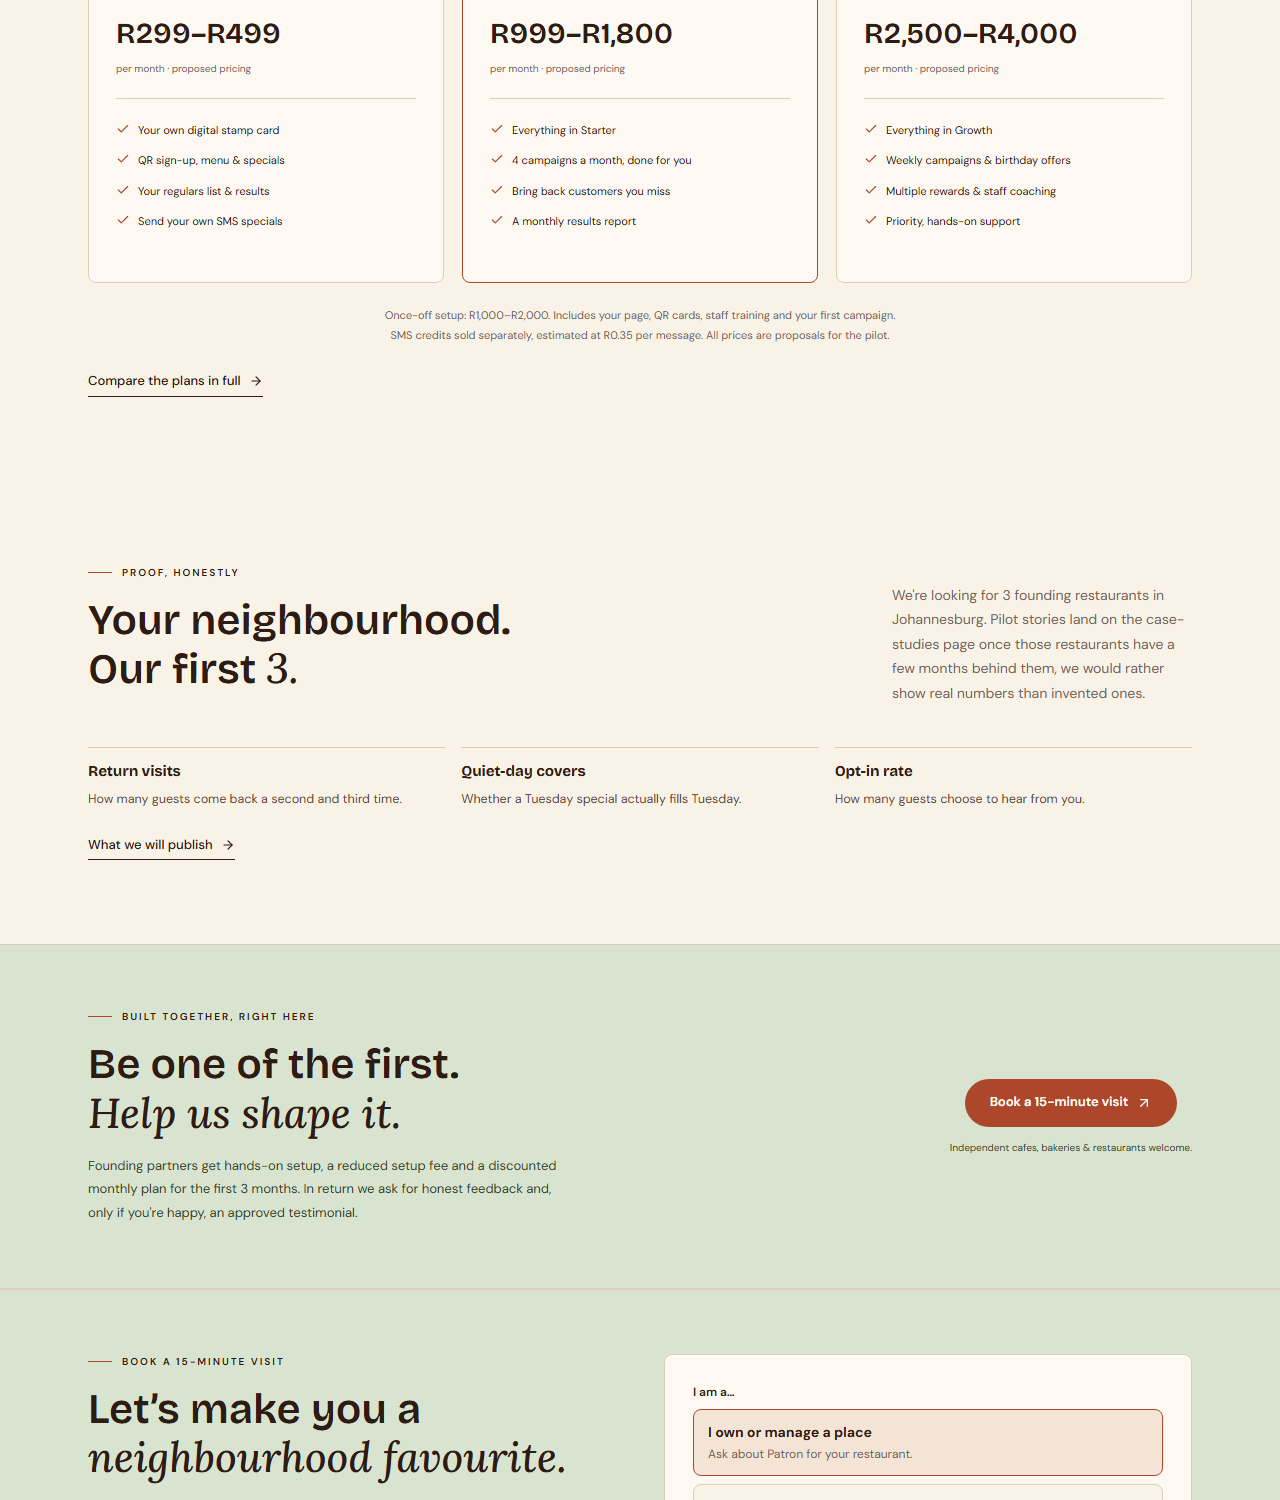 R299–R499
per month · proposed pricing
Your own digital stamp card
QR sign-up, menu & specials
Your regulars list & results
Send your own SMS specials
R999–R1,800
per month · proposed pricing
Everything in Starter
4 campaigns a month, done for you
Bring back customers you miss
A monthly results report
R2,500–R4,000
per month · proposed pricing
Everything in Growth
Weekly campaigns & birthday offers
Multiple rewards & staff coaching
Priority, hands-on support
Once-off setup: R1,000–R2,000. Includes your page, QR cards, staff training and your first campaign.
SMS credits sold separately, estimated at R0.35 per message. All prices are proposals for the pilot.
Compare the plans in full
PROOF, HONESTLY
Your neighbourhood.
Our first 3.
We're looking for 3 founding restaurants in
Johannesburg. Pilot stories land on the case-
studies page once those restaurants have a
few months behind them, we would rather
show real numbers than invented ones.
Return visits
How many guests come back a second and third time.
Quiet-day covers
Whether a Tuesday special actually fills Tuesday.
Opt-in rate
How many guests choose to hear from you.
What we will publish
BUILT TOGETHER, RIGHT HERE
Be one of the first.
Help us shape it.
Founding partners get hands-on setup, a reduced setup fee and a discounted
monthly plan for the first 3 months. In return we ask for honest feedback and,
only if you're happy, an approved testimonial.
Book a 15-minute visit
Independent cafes, bakeries & restaurants welcome.
BOOK A 15-MINUTE VISIT
Let's make you a
neighbourhood favourite.
I am a...
I own or manage a place
Ask about Patron for your restaurant.